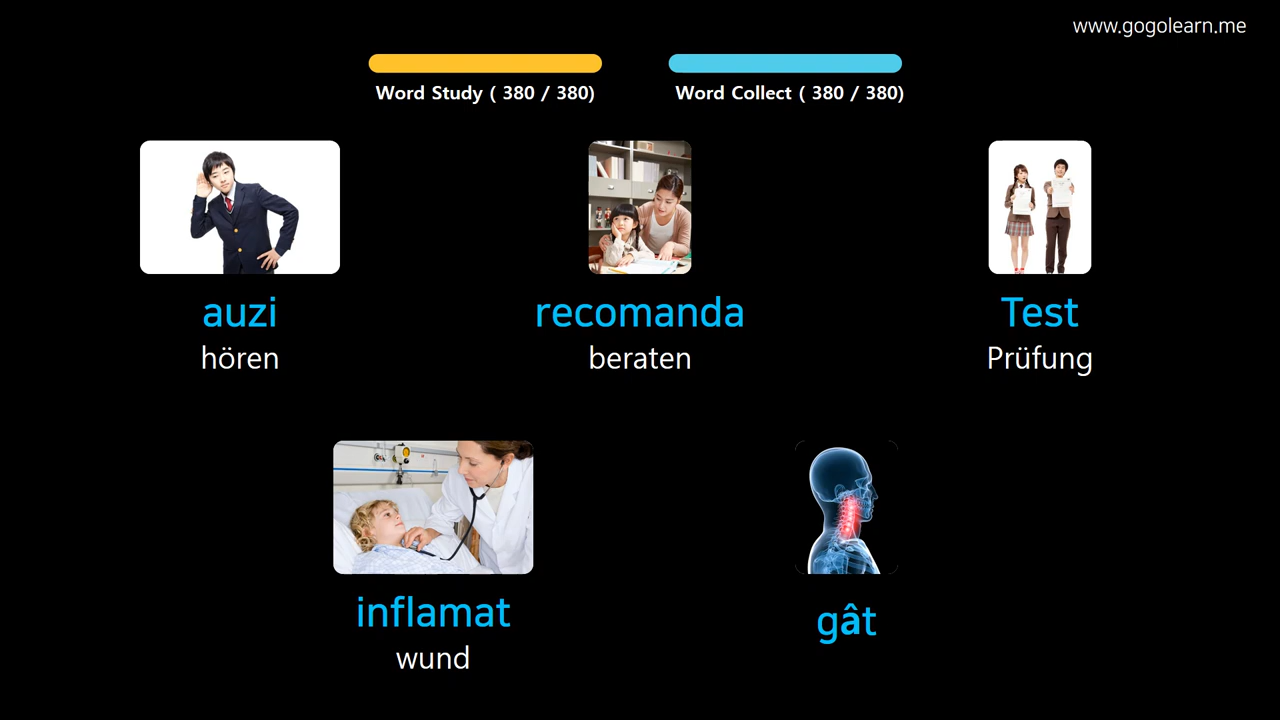 www.gogolearn.me
Word Study ( 380 / 380)
Word Collect ( 380 / 380)
auzi
hören
recomanda
beraten
Test
Prüfung
inflamat
wund
gât